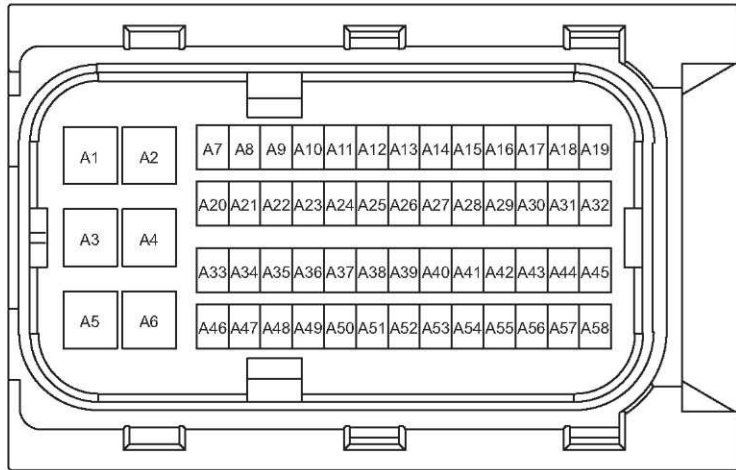 A1 A2
A3 A4
A5 A6
A7 A8 A9 A10 A11 A12 A13 A14 A15 A16 A17 A18 A19
A20 A21 A22 A23 A24 A25 A26 A27 A28 A29 A30 A31 A32
A33 A34 A35 A36 A37 A38 A39 A40 A41 A42 A43 A44 A45
A46 A47 A48 A49 A50 A51 A52 A53 A54 A55 A56 A57 A58